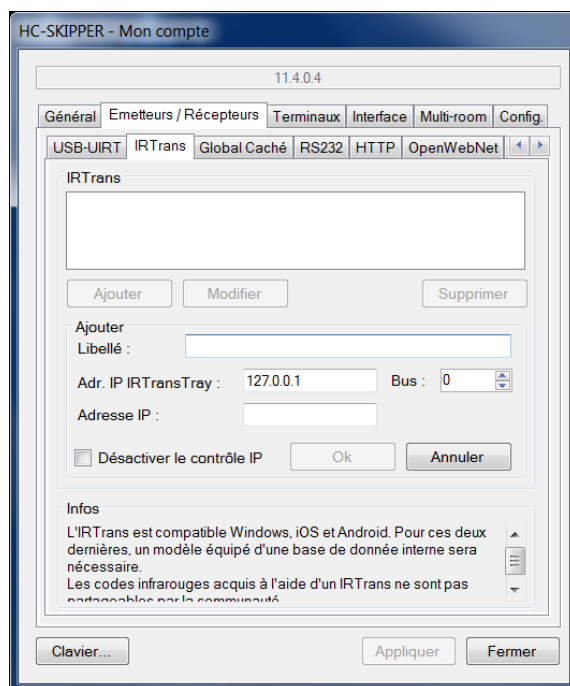 HC-SKIPPER - Mon compte
11.4.0.4
Général Emetteurs / Récepteurs Terminaux Interface Multi-room Config.
USB-UIRT IRTrans Global Caché RS232 HTTP OpenWebNet
IRTrans
Ajouter Modifier Supprimer
Ajouter
Libellé :
Adr. IP IRTransTray : 127.0.0.1 Bus : 0
Adresse IP :
Désactiver le contrôle IP Ok Annuler
Infos
L'IRTrans est compatible Windows, iOS et Android. Pour ces deux
dernières, un modèle équipé d'une base de donnée interne sera
nécessaire.
Les codes infrarouges acquis à l'aide d'un IRTrans ne sont pas
partageables par la communauté
Clavier... Appliquer Fermer